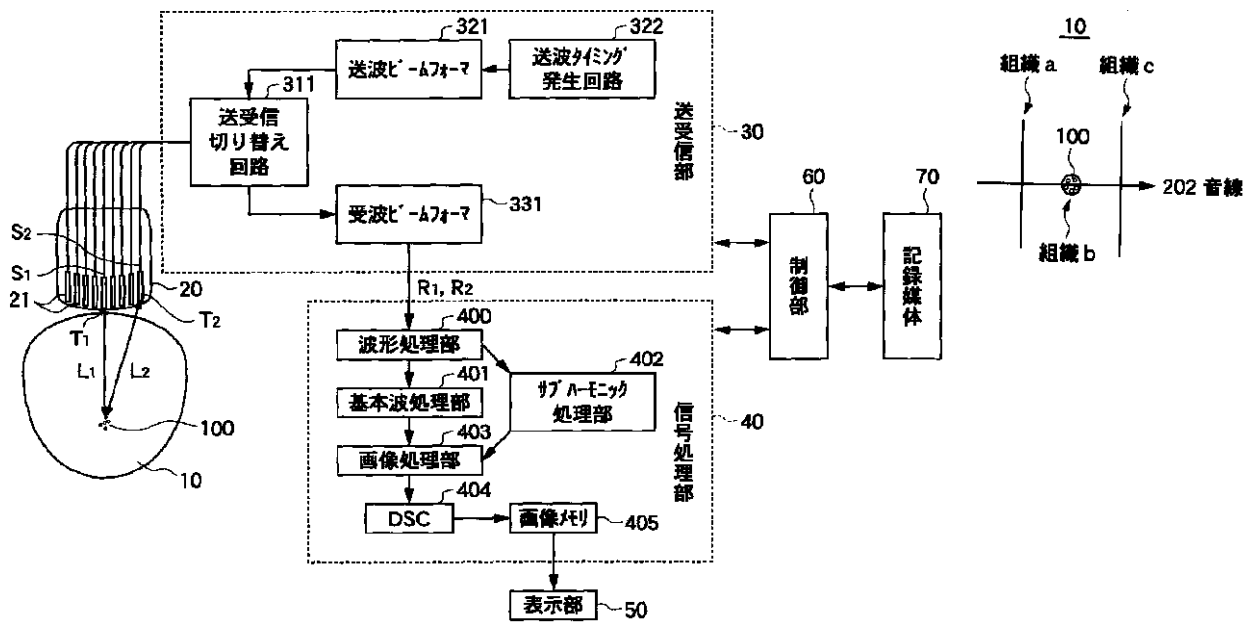 321
322
送波ビームフォーマ
送波タイミング
発生回路
311
送受信
切り替え
回路
送受信部
30
受波ビームフォーマ
331
S2
S1
21
20
T1
T2
L1
L2
100
10
R1, R2
400
波形処理部
401
基本波処理部
402
サブハーモニック
処理部
403
画像処理部
404
DSC
画像メモリ
405
信号処理部
40
表示部
50
60
制御部
70
記録媒体
10
組織a
組織c
100
202 音線
組織b